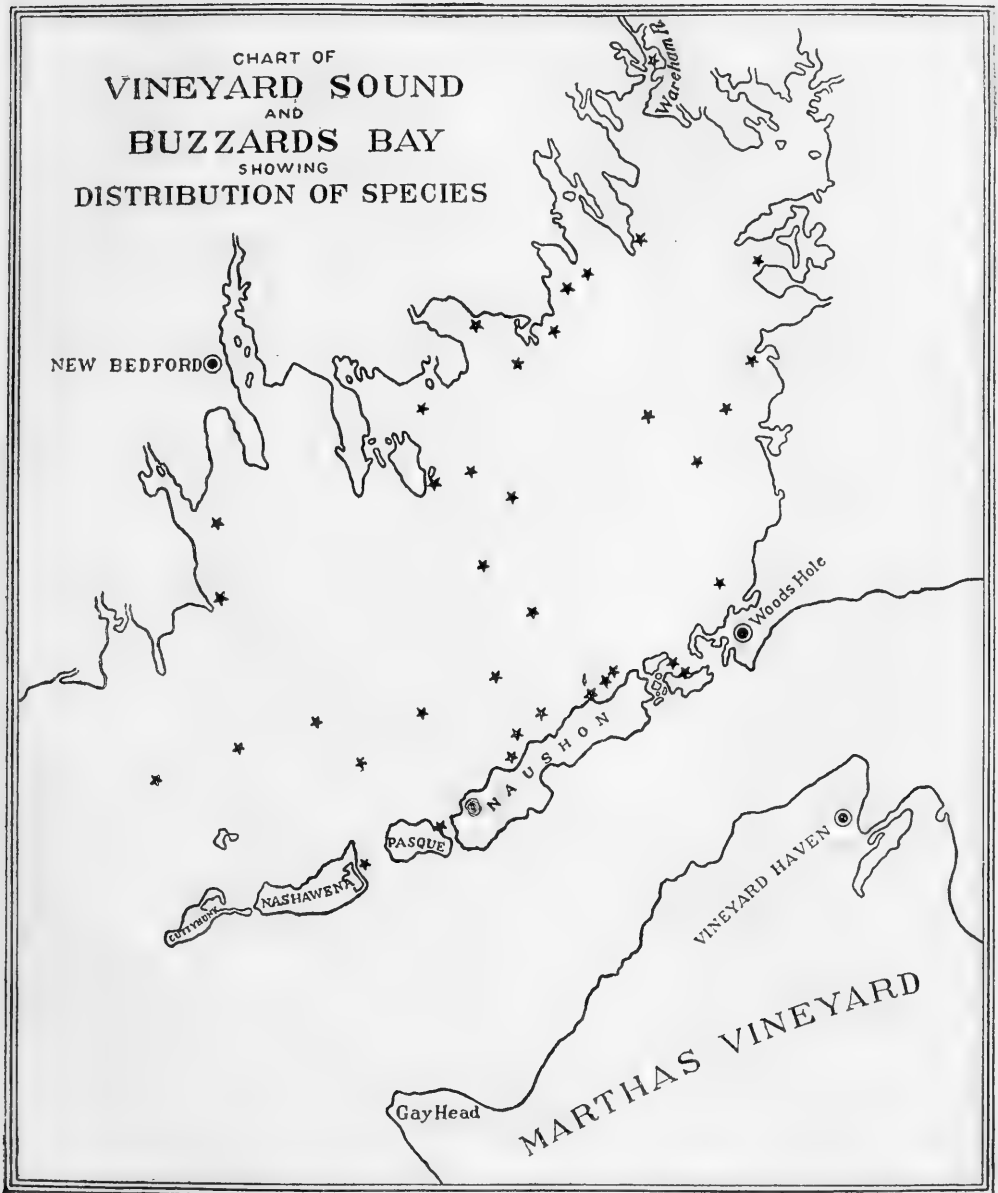 CHART OF
VINEYARD SOUND
AND
BUZZARDS BAY
SHOWING
DISTRIBUTION OF SPECIES
Wareham R
NEW BEDFORD
Woods Hole
NAUSHON
PASQUE
NASHAWENA
CUTTYHUNK
VINEYARD HAVEN
MARTHAS VINEYARD
Gay Head